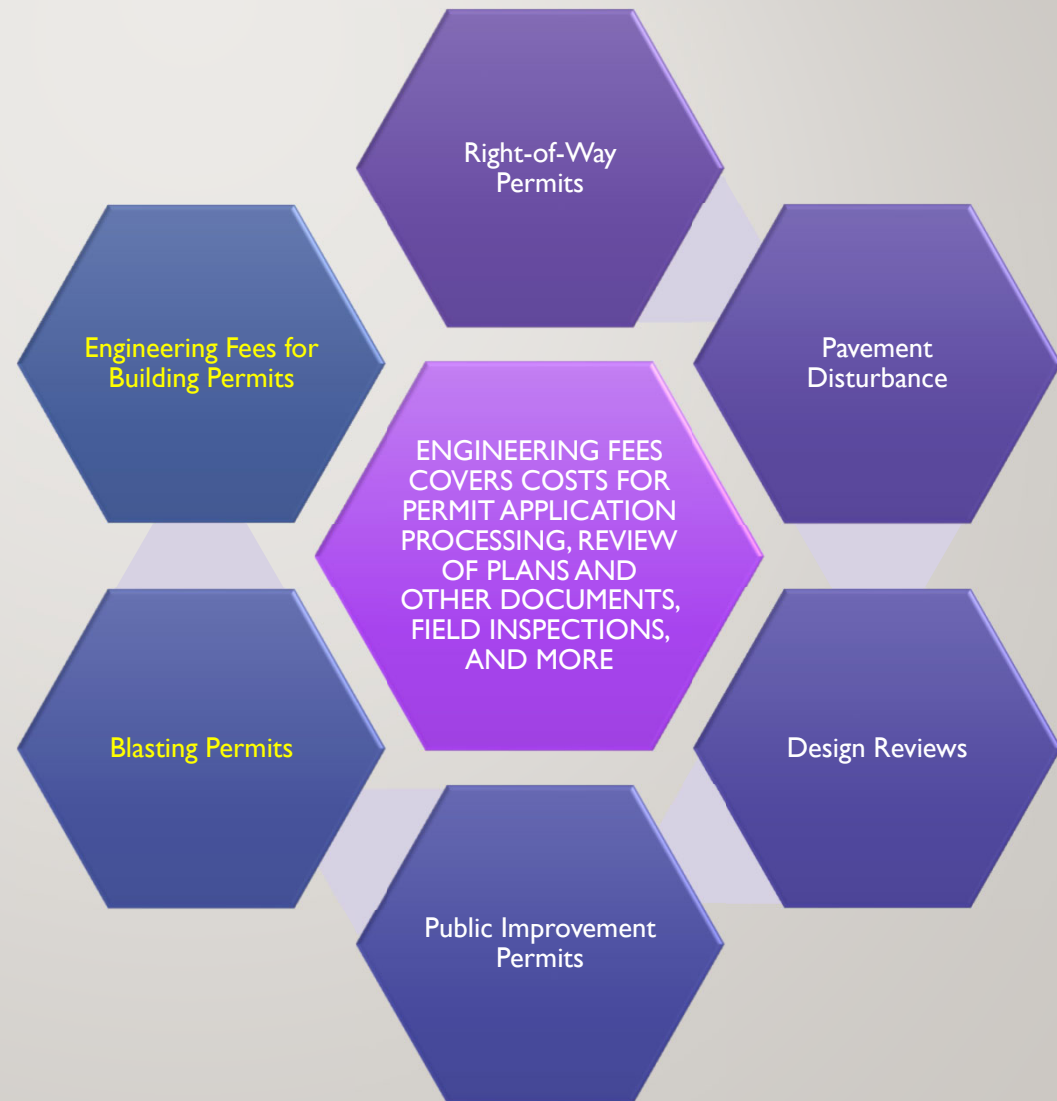 Right-of-Way
Permits
Engineering Fees for
Building Permits
Pavement
Disturbance
ENGINEERING FEES
COVERS COSTS FOR
PERMIT APPLICATION
PROCESSING, REVIEW
OF PLANS AND
OTHER DOCUMENTS,
FIELD INSPECTIONS,
AND MORE
Blasting Permits
Design Reviews
Public Improvement
Permits